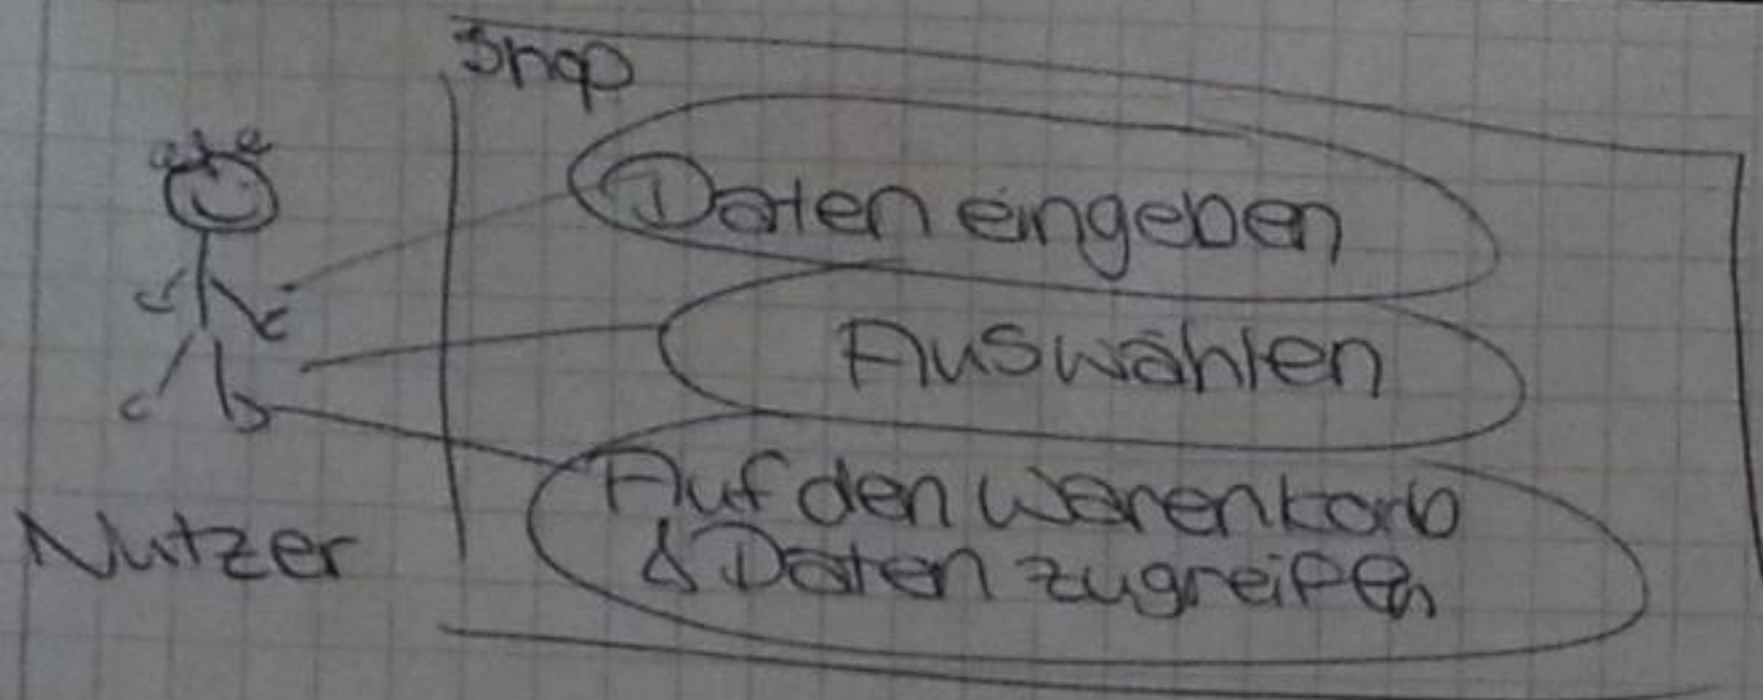 Shop
Daten eingeben
Auswählen
Auf den Warenkorb
& Daten zugreifen
Nutzer